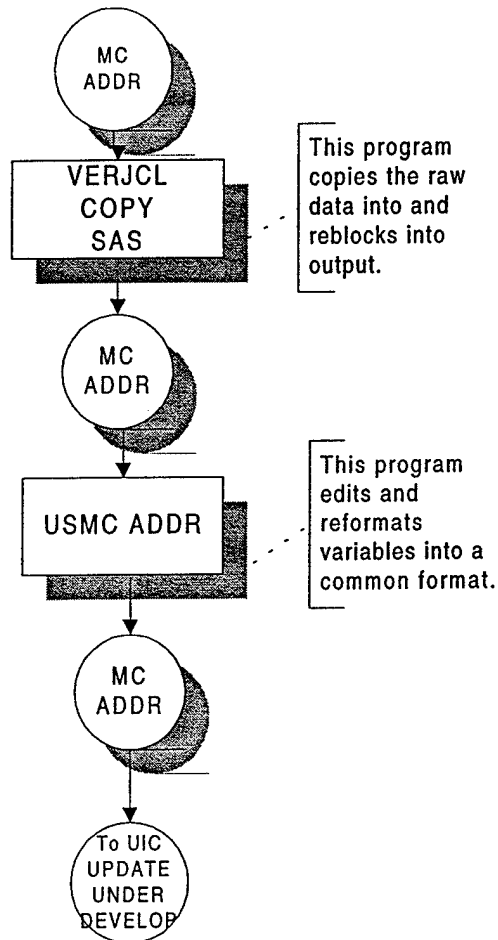 MC
ADDR
VERJCL
COPY
SAS
This program
copies the raw
data into and
reblocks into
output.
MC
ADDR
USMC ADDR
This program
edits and
reformats
variables into a
common format.
MC
ADDR
To UIC
UPDATE
UNDER
DEVELOP